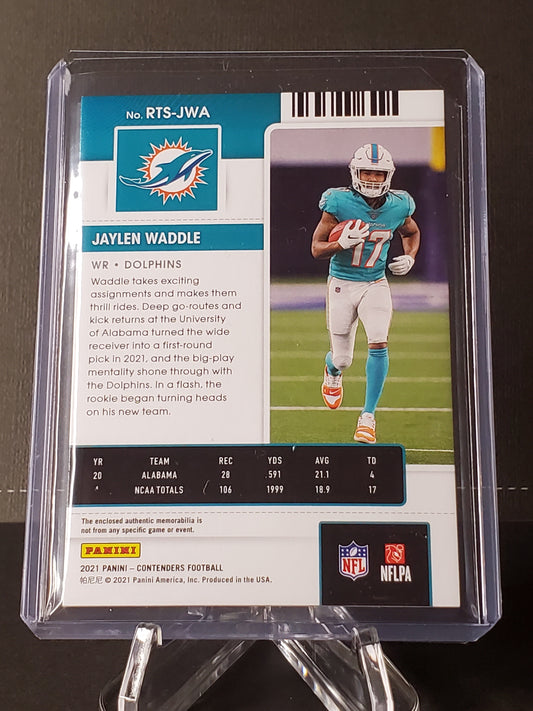 No. RTS-JWA
JAYLEN WADDLE
WR • DOLPHINS
Waddle takes exciting
assignments and makes them
thrill rides. Deep go-routes and
kick returns at the University
of Alabama turned the wide
receiver into a first-round
pick in 2021, and the big-play
mentality shone through with
the Dolphins. In a flash, the
rookie began turning heads
on his new team.
17
YR TEAM REC YDS AVG TD
20 ALABAMA 28 591 21.1 4
NCAA TOTALS 106 1999 18.9 17
The enclosed authentic memorabilia is
not from any specific game or event.
PANINI
2021 PANINI – CONTENDERS FOOTBALL
帕尼尼 © 2021 Panini America, Inc. Produced in the USA.
NFL
NFLPA